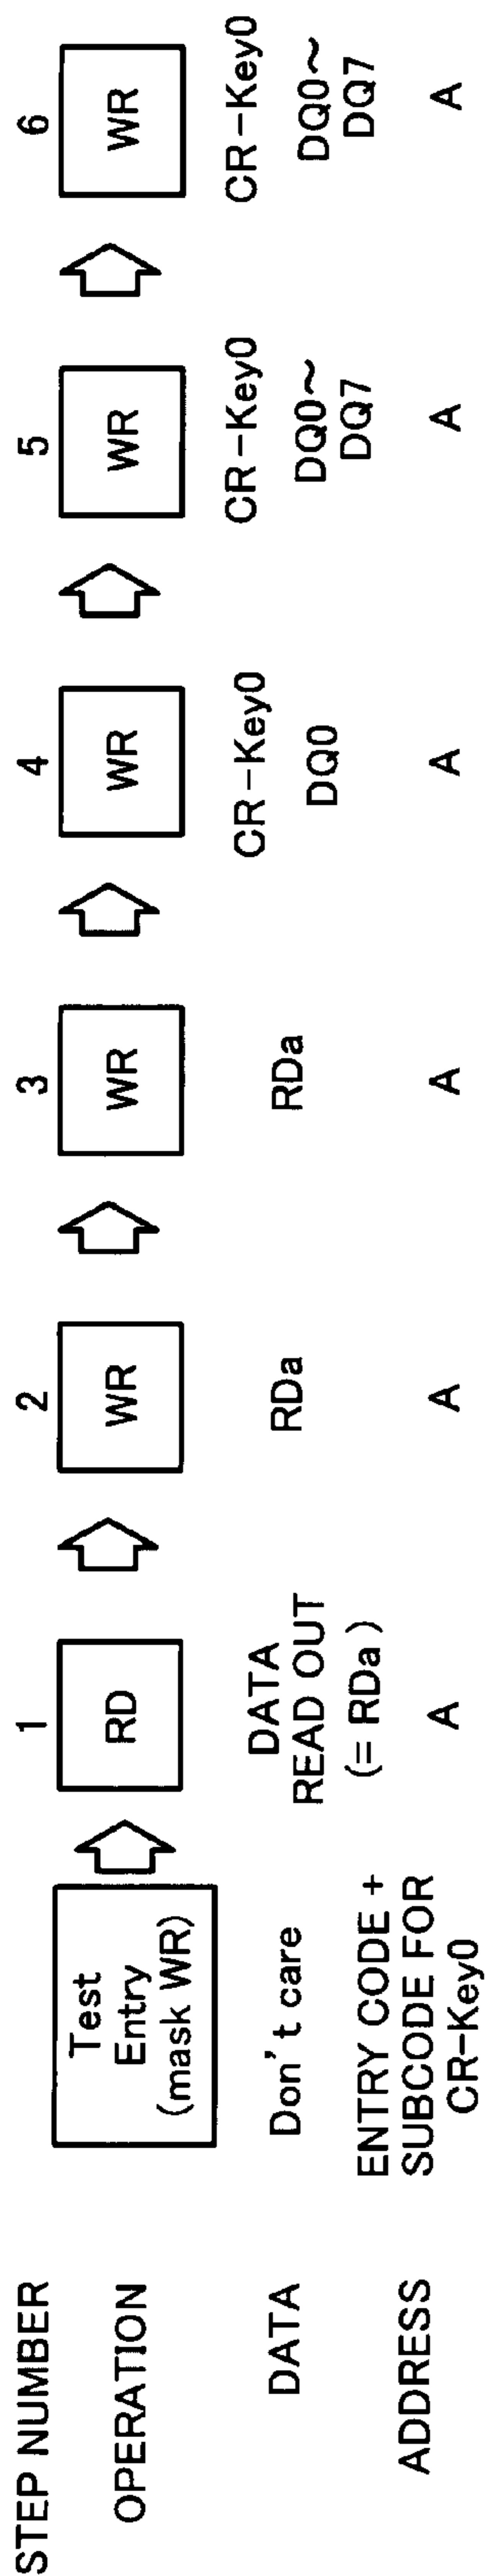 STEP NUMBER 1 2 3 4 5 6
OPERATION
Test
Entry
(mask WR)
RD WR WR WR WR WR
DATA
Don't care
DATA
READ OUT
(= RDa )
RDa
RDa
CR-Key0
DQ0
CR-Key0
DQ0~
DQ7
CR-Key0
DQ0~
DQ7
ADDRESS
ENTRY CODE +
SUBCODE FOR
CR-Key0
A A A A A A